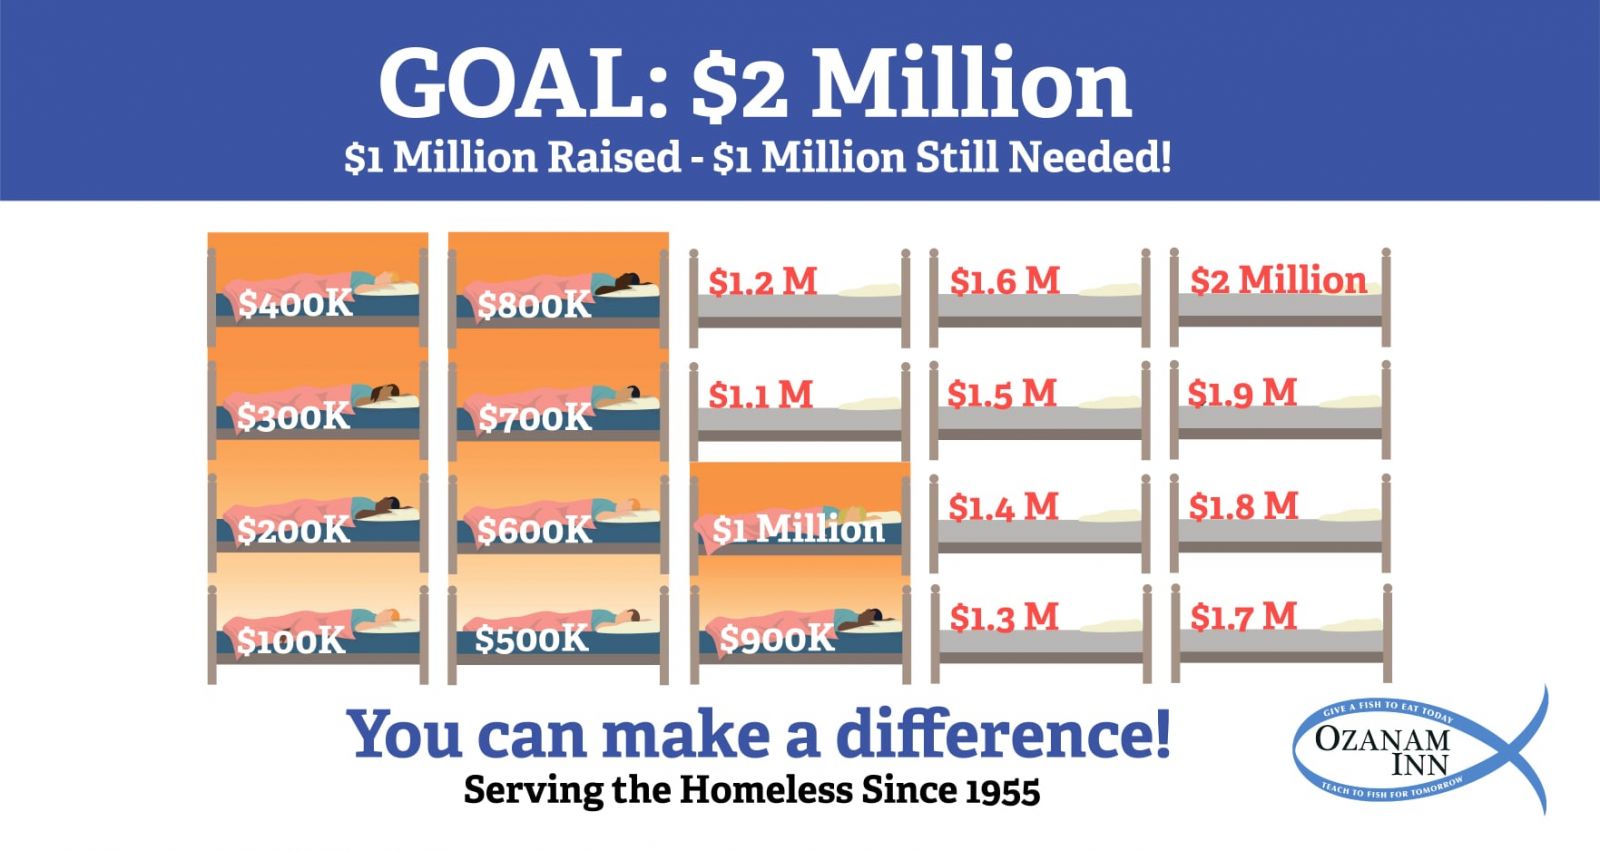 GOAL: $2 Million
$1 Million Raised - $1 Million Still Needed!
$400K
$300K
$200K
$100K
$800K
$700K
$600K
$500K
$1.2 M
$1.1 M
$1 Million
$900K
$1.6 M
$1.5 M
$1.4 M
$1.3 M
$2 Million
$1.9 M
$1.8 M
$1.7 M
You can make a difference!
Serving the Homeless Since 1955
GIVE A FISH TO EAT TODAY
OZANAM
INN
TEACH TO FISH FOR TOMORROW